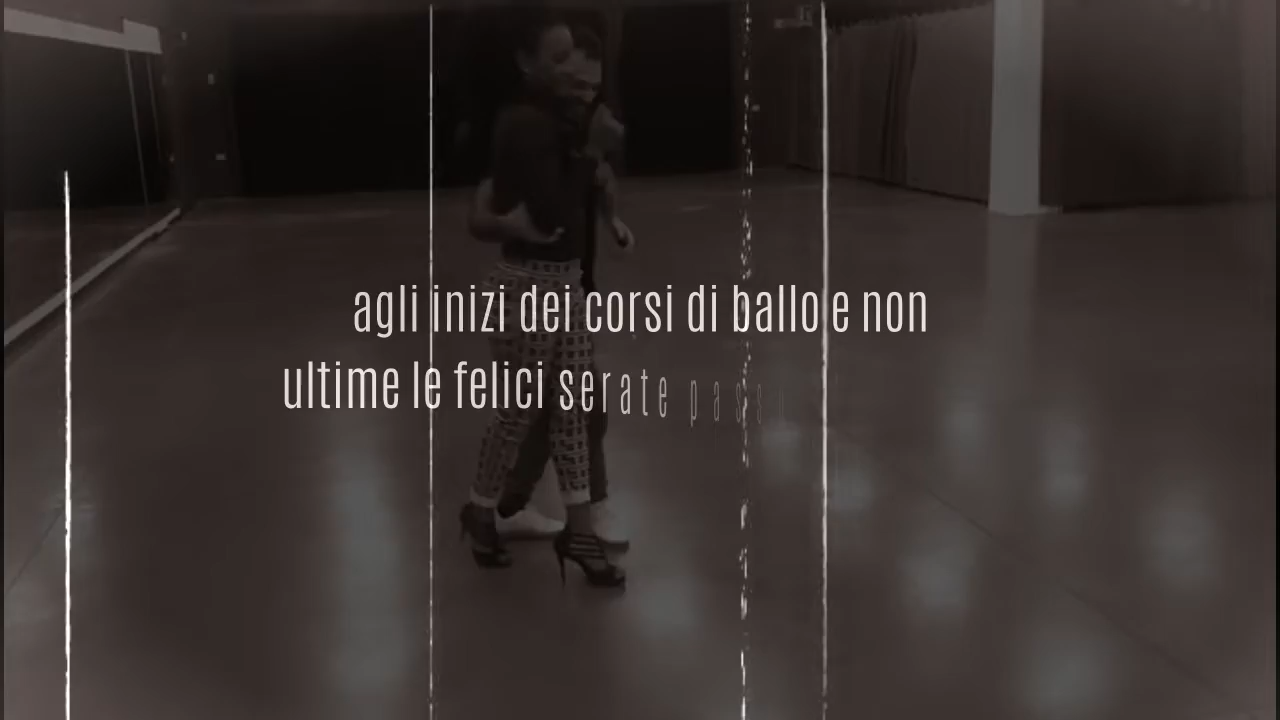 agli inizi dei corsi di ballo e non
ultime le felici serate